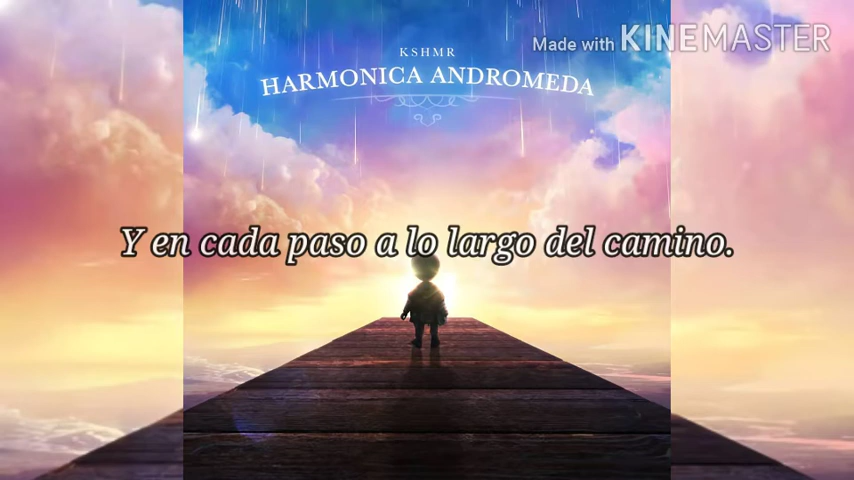 Made with KINEMASTER
KSHMR
HARMONICA ANDROMEDA
Y en cada paso a lo largo del camino.